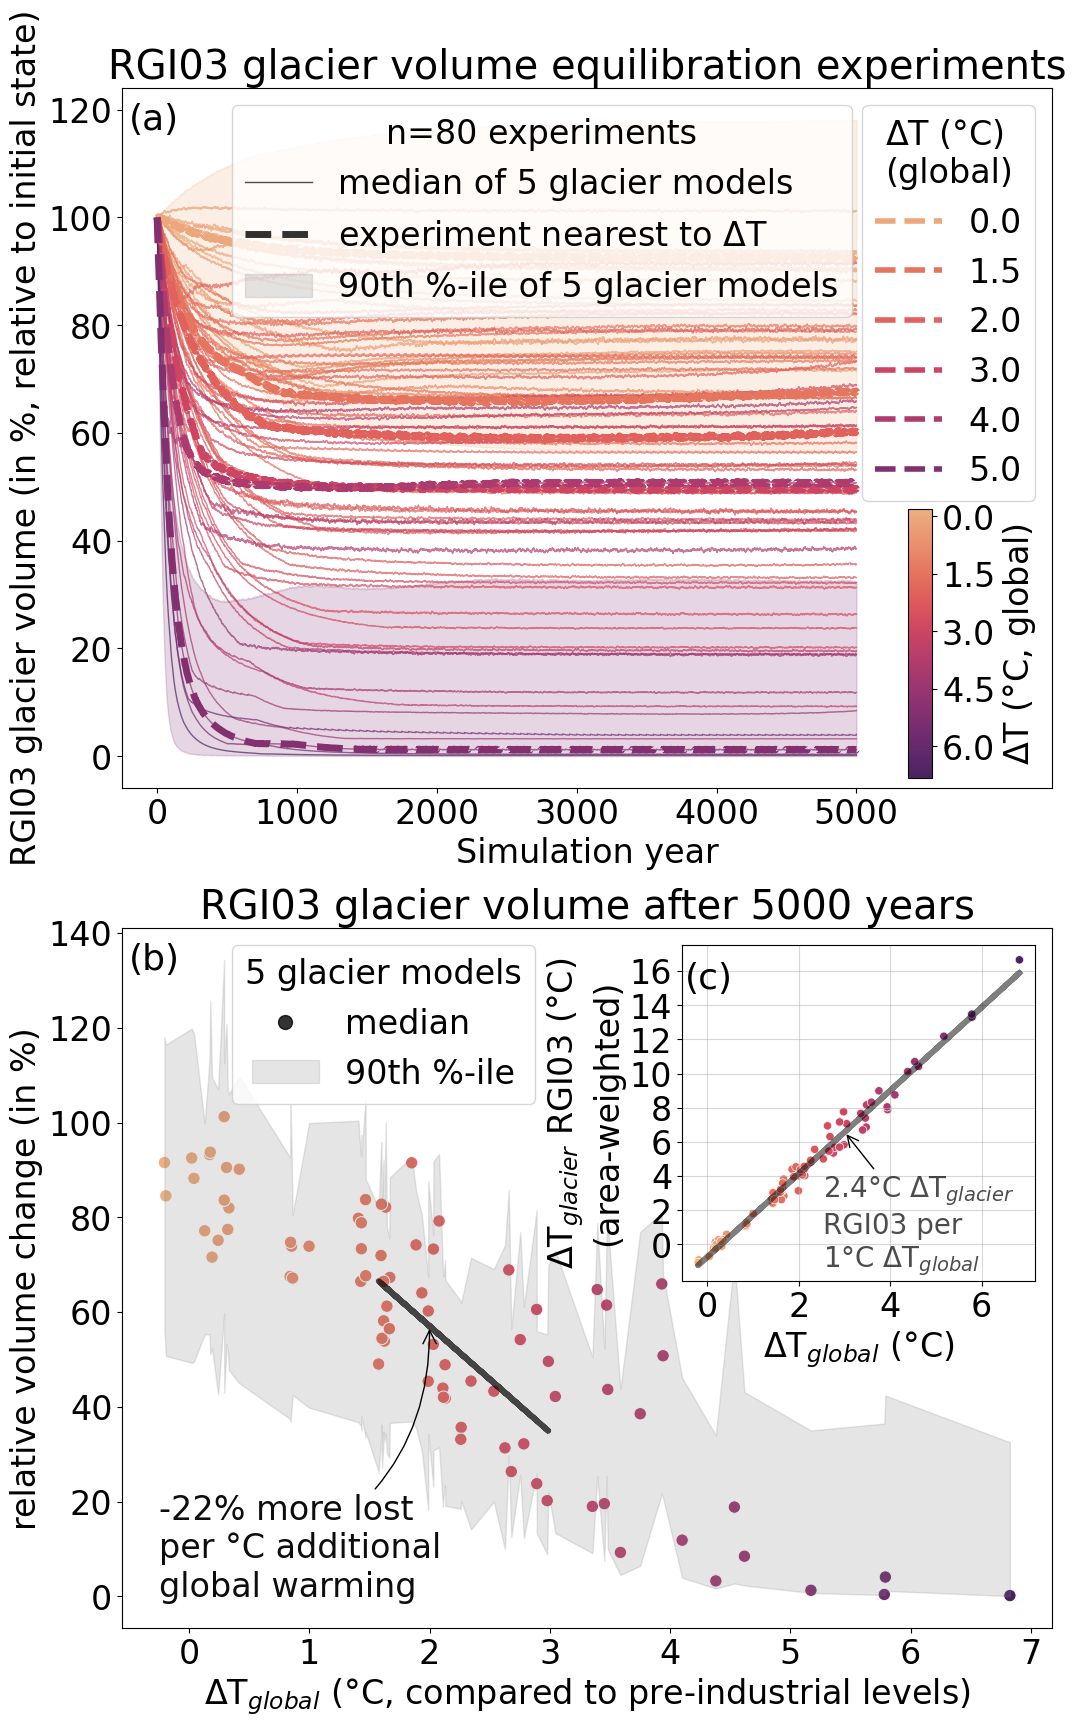 RGI03 glacier volume equilibration experiments
(a)
RGI03 glacier volume (in %, relative to initial state)
120
100
80
60
40
20
0
n=80 experiments
median of 5 glacier models
experiment nearest to ΔT
90th %-ile of 5 glacier models
ΔT (°C)
(global)
0.0
1.5
2.0
3.0
4.0
5.0
0.0
1.5
3.0
4.5
6.0
ΔT (°C, global)
0
1000
2000
3000
4000
5000
Simulation year
RGI03 glacier volume after 5000 years
(b)
relative volume change (in %)
140
120
100
80
60
40
20
0
5 glacier models
median
90th %-ile
-22% more lost
per °C additional
global warming
0
1
2
3
4
5
6
7
ΔT_global (°C, compared to pre-industrial levels)
(c)
ΔT_glacier RGI03 (°C)
(area-weighted)
16
14
12
10
8
6
4
2
0
2.4°C ΔT_glacier
RGI03 per
1°C ΔT_global
0
2
4
6
ΔT_global (°C)